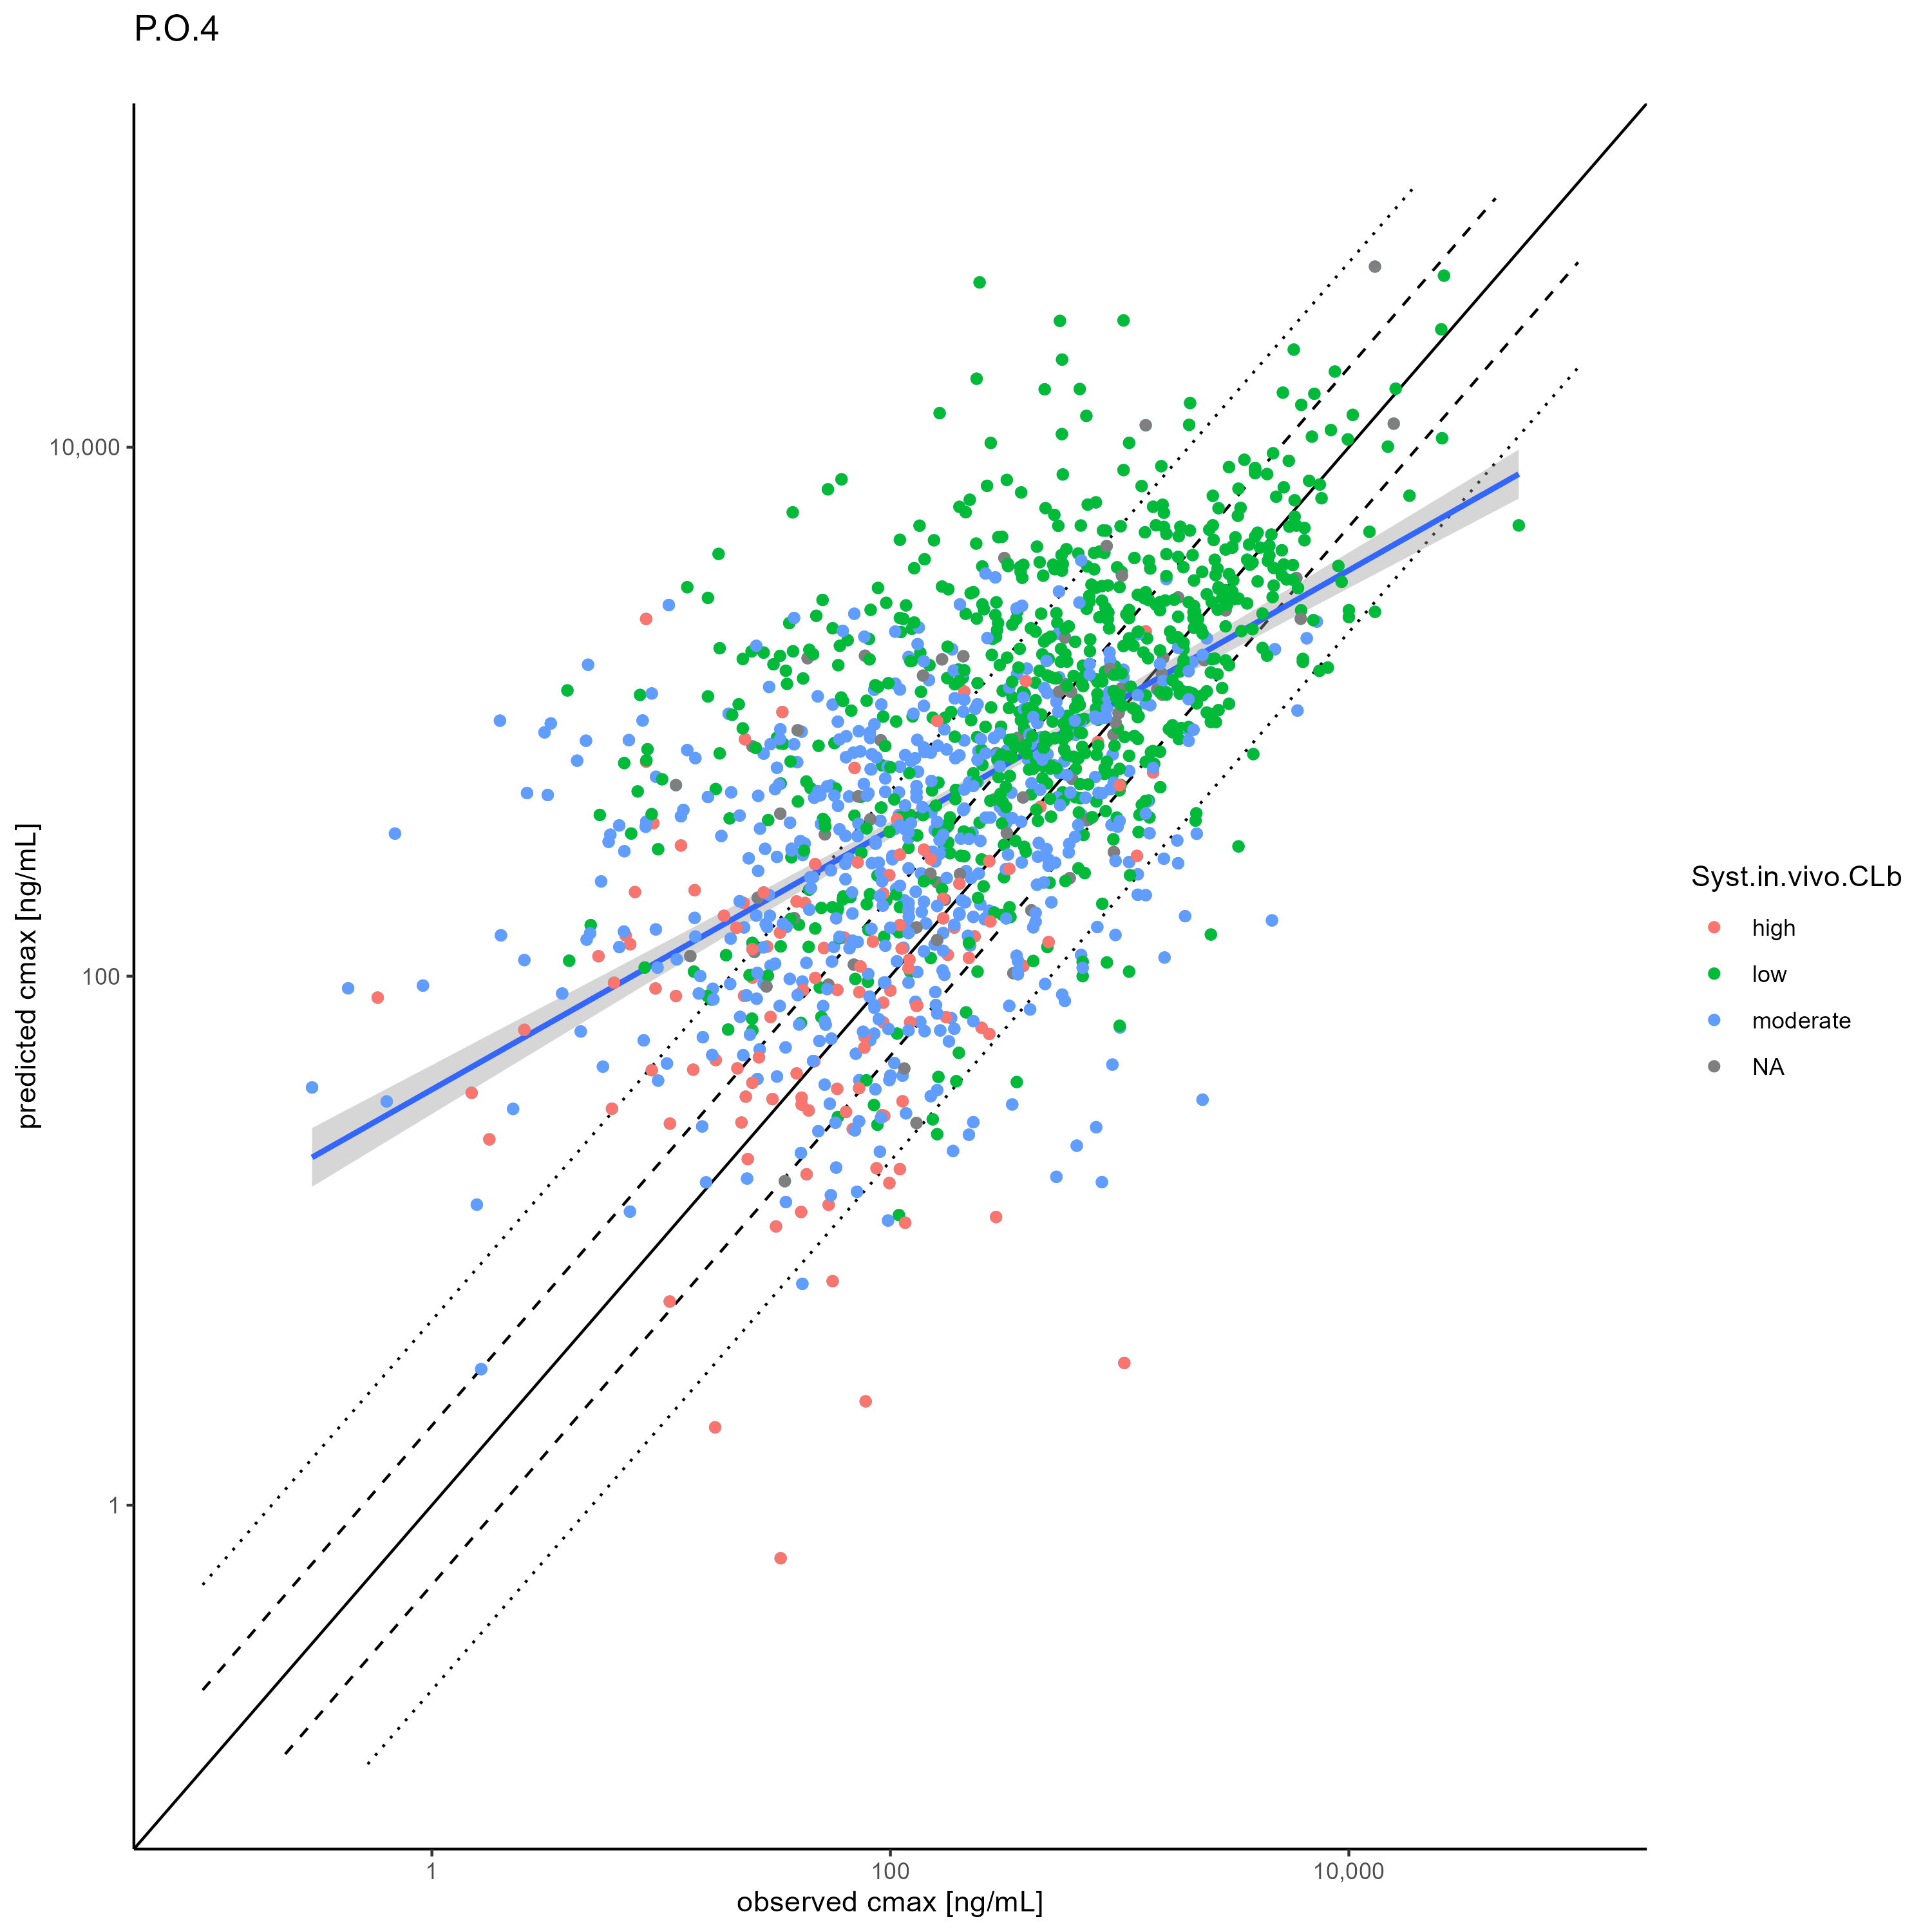 P.O.4
predicted cmax [ng/mL]
10,000
100
1
1
100
10,000
observed cmax [ng/mL]
Syst.in.vivo.CLb
high
low
moderate
NA